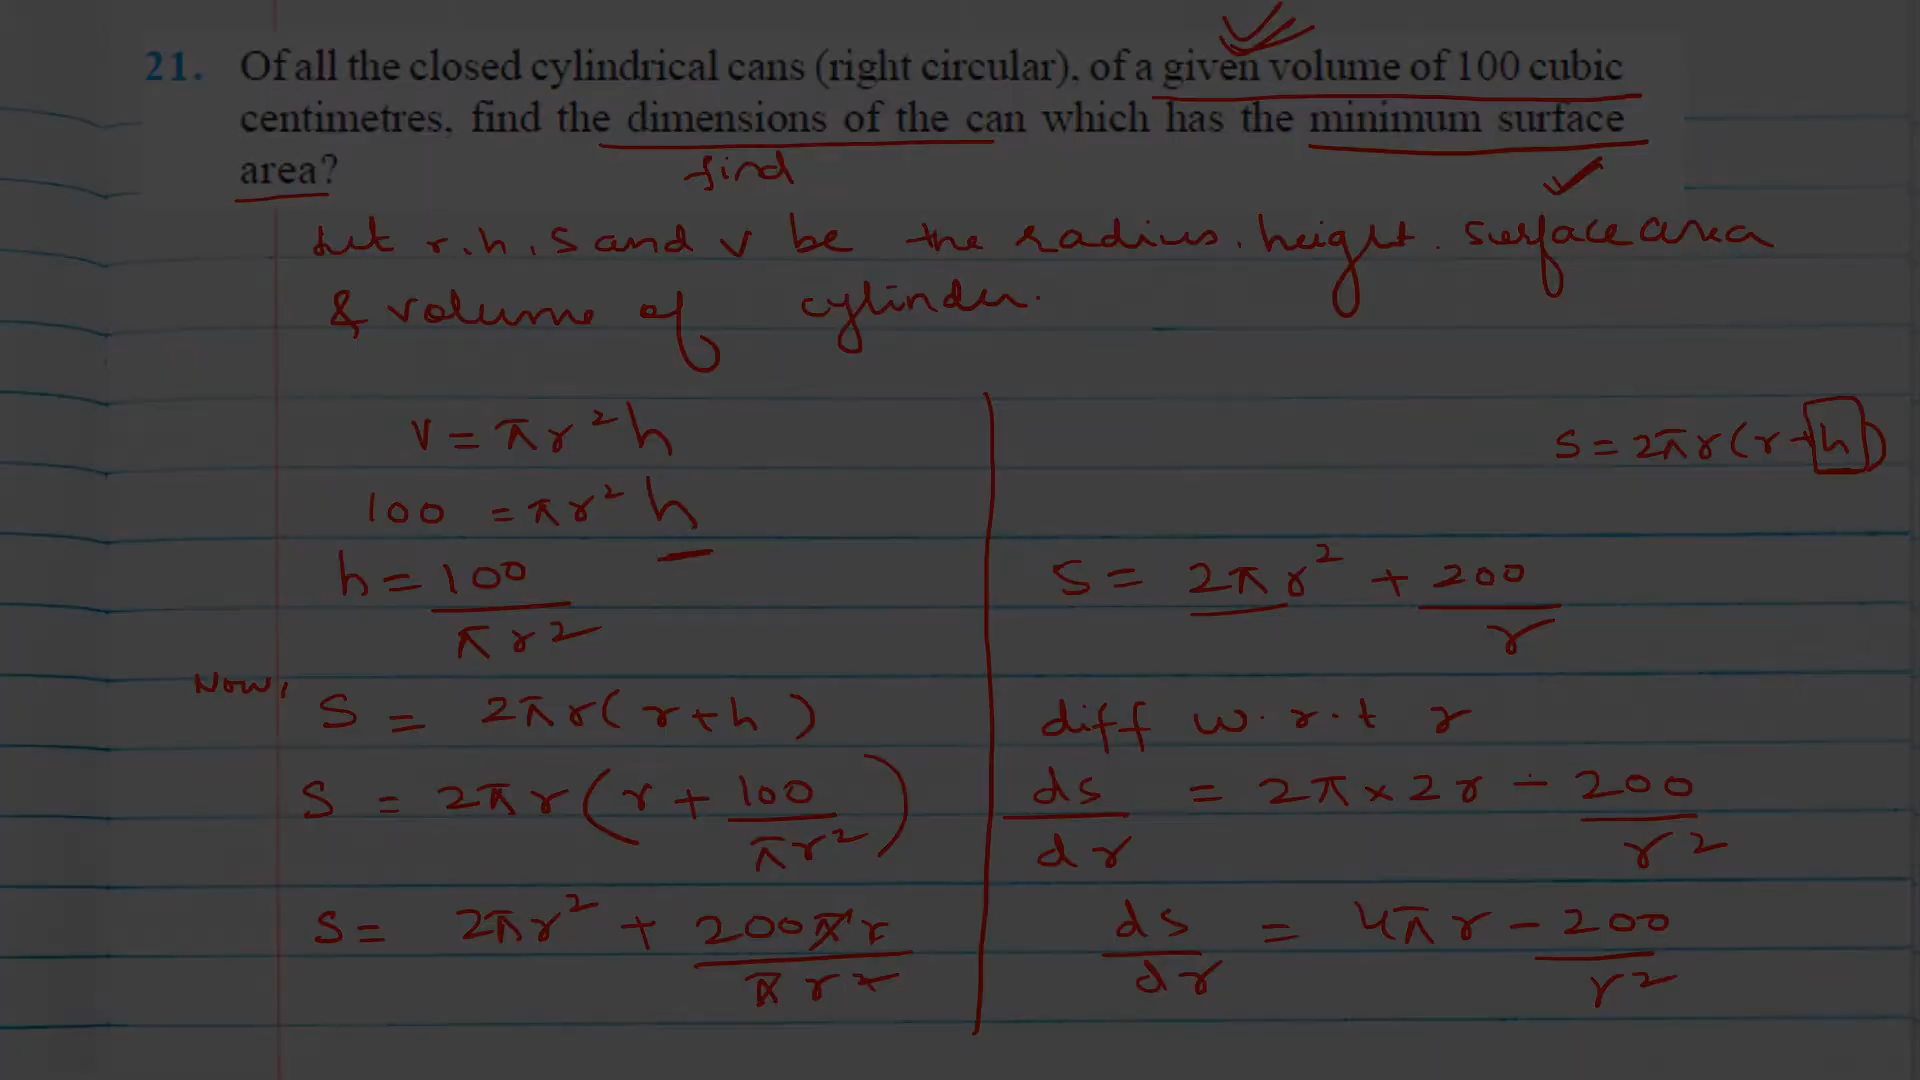 21. Of all the closed cylindrical cans (right circular), of a given volume of 100 cubic
centimetres, find the dimensions of the can which has the minimum surface
area?
find
Let r, h, S and V be the radius, height, surface area
& volume of cylinder.
V = πr²h
100 = πr²h
h = 100/πr²
Now,
S = 2πr(r+h)
S = 2πr(r + 100/πr²)
S = 2πr² + 200πr/πr²
S = 2πr(r+h)
S = 2πr² + 200/r
diff w.r.t r
ds/dr = 2π×2r - 200/r²
ds/dr = 4πr - 200/r²